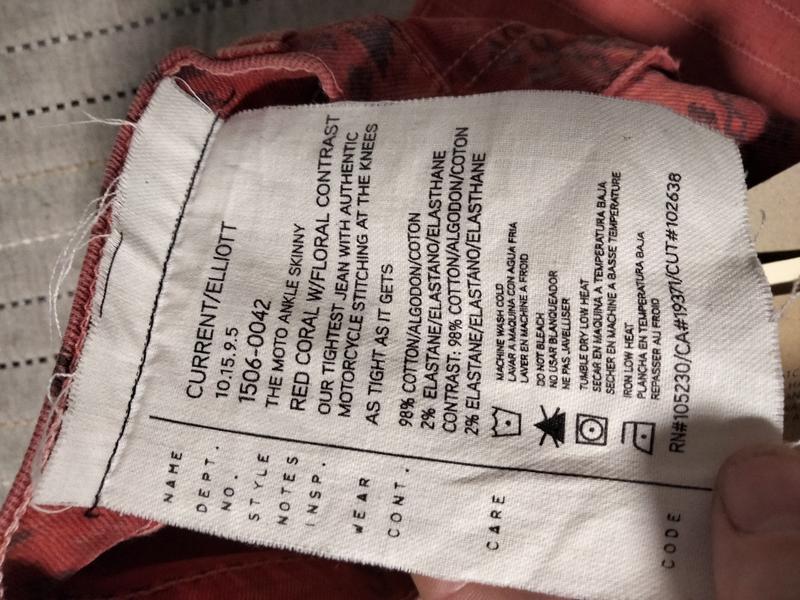 NAME CURRENT/ELLIOTT
DEPT. 10.15.9.5
NO. 1506-0042
STYLE THE MOTO ANKLE SKINNY
NOTES RED CORAL W/FLORAL CONTRAST
INSP. OUR TIGHTEST JEAN WITH AUTHENTIC
MOTORCYCLE STITCHING AT THE KNEES
WEAR AS TIGHT AS IT GETS
CONT. 98% COTTON/ALGODON/COTON
2% ELASTANE/ELASTANO/ELASTHANE
CONTRAST: 98% COTTON/ALGODON/COTON
2% ELASTANE/ELASTANO/ELASTHANE
CARE MACHINE WASH COLD
LAVAR A MAQUINA CON AGUA FRIA
LAVER EN MACHINE A FROID
DO NOT BLEACH
NO USAR BLANQUEADOR
NE PAS JAVELLISER
TUMBLE DRY LOW HEAT
SECAR EN MAQUINA A TEMPERATURA BAJA
SECHER EN MACHINE A BASSE TEMPERATURE
IRON LOW HEAT
PLANCHA EN TEMPERATURA BAJA
REPASSER AU FROID
CODE RN#105230/CA#19371/CUT#102638